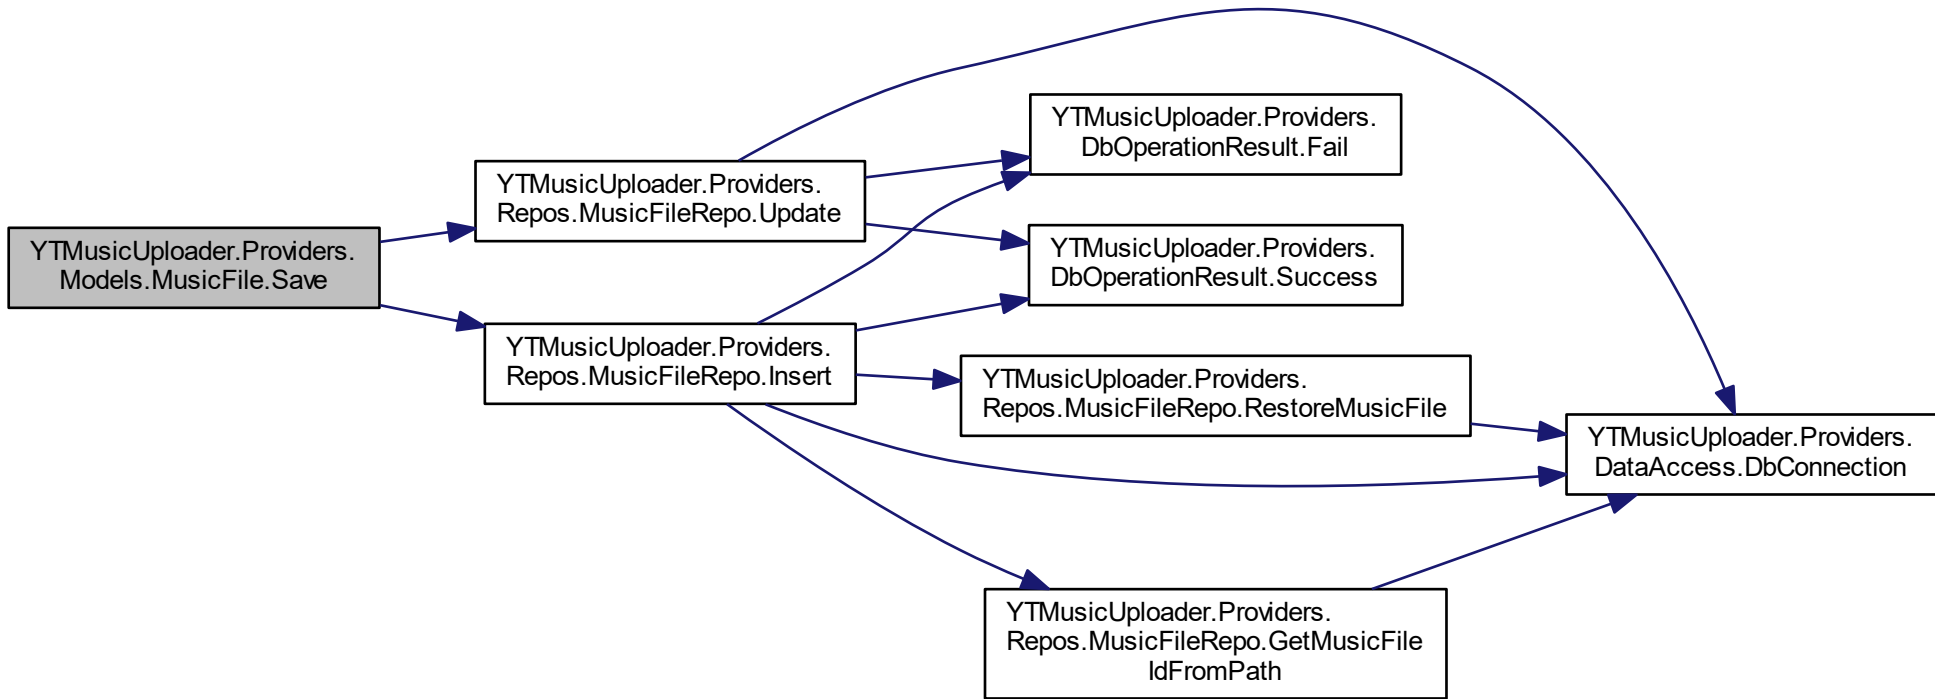 YTMusicUploader.Providers.
Models.MusicFile.Save
YTMusicUploader.Providers.
Repos.MusicFileRepo.Update
YTMusicUploader.Providers.
Repos.MusicFileRepo.Insert
YTMusicUploader.Providers.
DbOperationResult.Fail
YTMusicUploader.Providers.
DbOperationResult.Success
YTMusicUploader.Providers.
Repos.MusicFileRepo.RestoreMusicFile
YTMusicUploader.Providers.
Repos.MusicFileRepo.GetMusicFile
IdFromPath
YTMusicUploader.Providers.
DataAccess.DbConnection